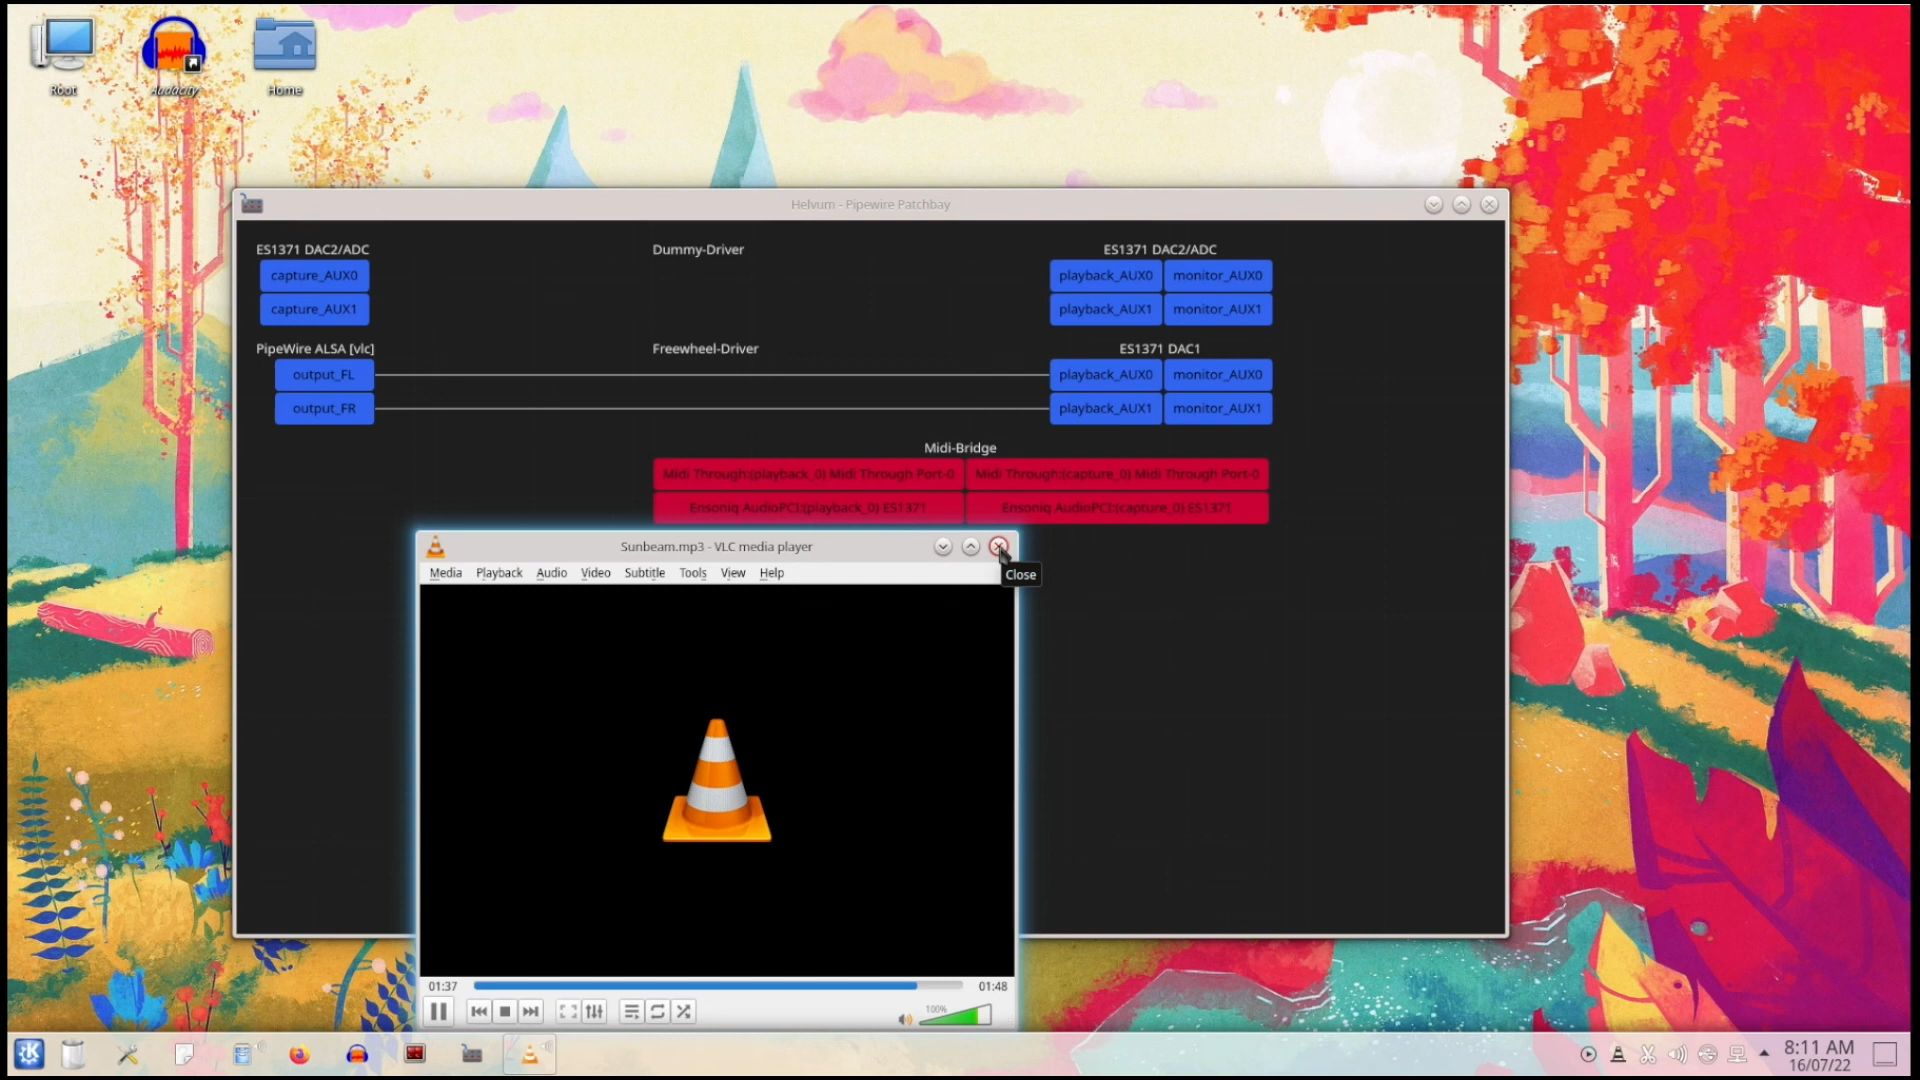 Root
Audacity
Home
Helvum - Pipewire Patchbay
ES1371 DAC2/ADC
capture_AUX0
capture_AUX1
Dummy-Driver
ES1371 DAC2/ADC
playback_AUX0 monitor_AUX0
playback_AUX1 monitor_AUX1
PipeWire ALSA [vlc]
output_FL
output_FR
Freewheel-Driver
ES1371 DAC1
playback_AUX0 monitor_AUX0
playback_AUX1 monitor_AUX1
Midi-Bridge
Midi Through:(playback_0) Midi Through Port-0 Midi Through:(capture_0) Midi Through Port-0
Ensoniq AudioPCI:(playback_0) ES1371 Ensoniq AudioPCI:(capture_0) ES1371
Sunbeam.mp3 - VLC media player
Close
Media Playback Audio Video Subtitle Tools View Help
01:37 01:48
100%
8:11 AM
16/07/22